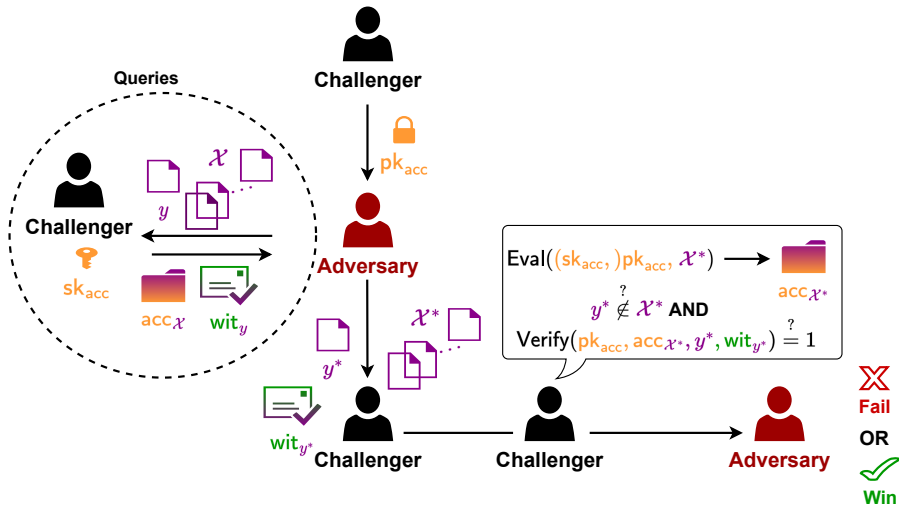 Challenger
Queries
pk_acc
𝒳
y
Challenger
sk_acc
acc_𝒳
wit_y
Adversary
Eval((sk_acc, )pk_acc, 𝒳*)
acc_𝒳*
y* ∉? 𝒳* AND
Verify(pk_acc, acc_𝒳*, y*, wit_y*) =? 1
𝒳*
y*
wit_y*
Challenger
Challenger
Adversary
Fail
OR
Win